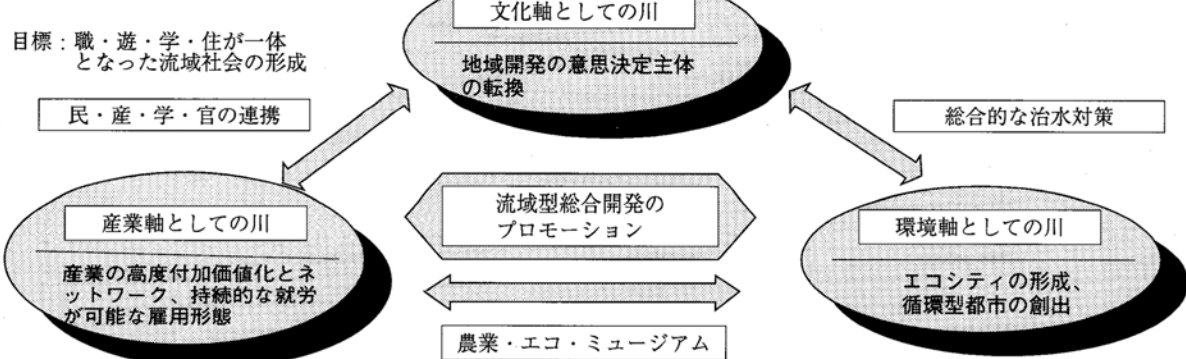 文化軸としての川
目標：職・遊・学・住が一体
となった流域社会の形成
地域開発の意思決定主体
の転換
民・産・学・官の連携
総合的な治水対策
産業軸としての川
流域型総合開発の
プロモーション
環境軸としての川
産業の高度付加価値化とネ
ットワーク、持続的な就労
が可能な雇用形態
エコシティの形成、
循環型都市の創出
農業・エコ・ミュージアム